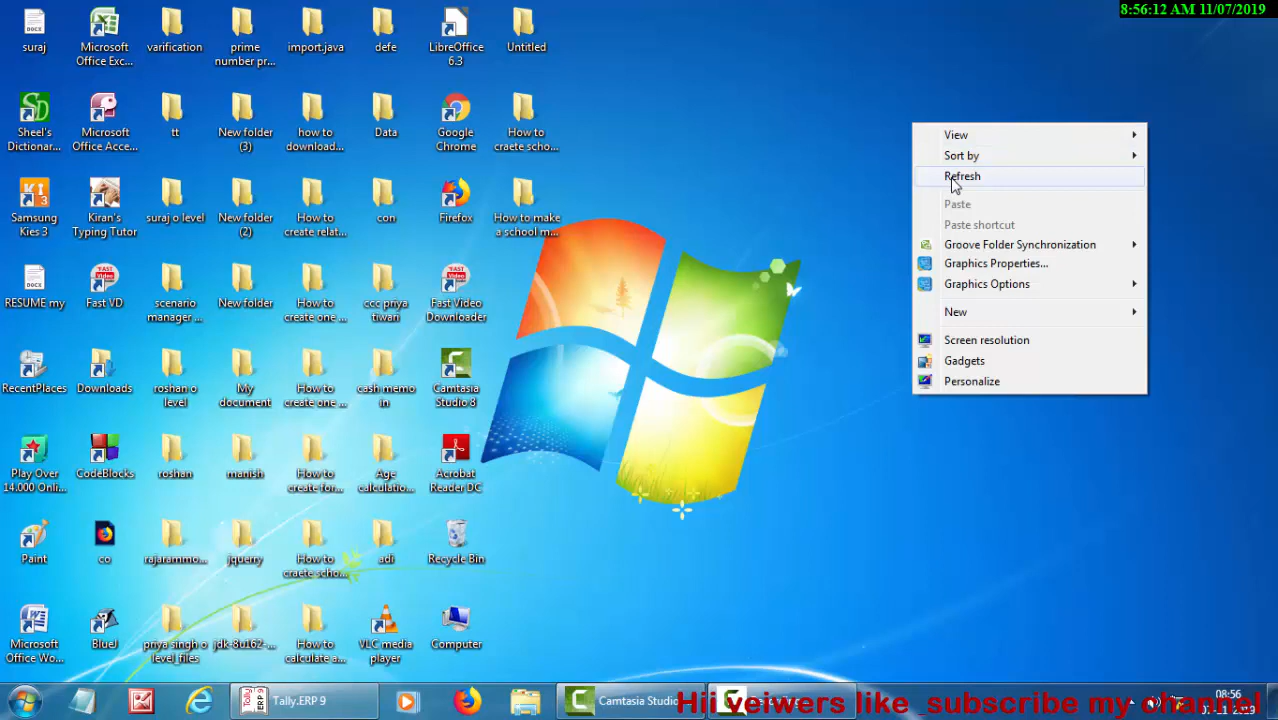 8:56:12 AM 11/07/2019
suraj
Microsoft
Office Exc...
varification
prime
number pr...
import.java
defe
LibreOffice
6.3
Untitled
Sheel's
Dictionar...
Microsoft
Office Acce...
tt
New folder
(3)
how to
download...
Data
Google
Chrome
How to
craete scho...
Samsung
Kies 3
Kiran's
Typing Tutor
suraj o level
New folder
(2)
How to
create relat...
con
Firefox
How to make
a school m...
RESUME my
Fast VD
scenario
manager ...
New folder
How to
create one ...
ccc priya
tiwari
Fast Video
Downloader
RecentPlaces
Downloads
roshan o
level
My
document
How to
create one ...
cash memo
in
Camtasia
Studio 8
Play Over
14.000 Onli...
CodeBlocks
roshan
manish
How to
create for...
Age
calculatio...
Acrobat
Reader DC
Paint
co
rajarammo...
jquerry
How to
craete scho...
adi
Recycle Bin
Microsoft
Office Wo...
BlueJ
priya singh o
level_files
jdk-8u162-...
How to
calculate a...
VLC media
player
Computer
View
Sort by
Refresh
Paste
Paste shortcut
Groove Folder Synchronization
Graphics Properties...
Graphics Options
New
Screen resolution
Gadgets
Personalize
Tally.ERP 9
Camtasia Studio
08:56
Hii veiwers like subscribe my channel